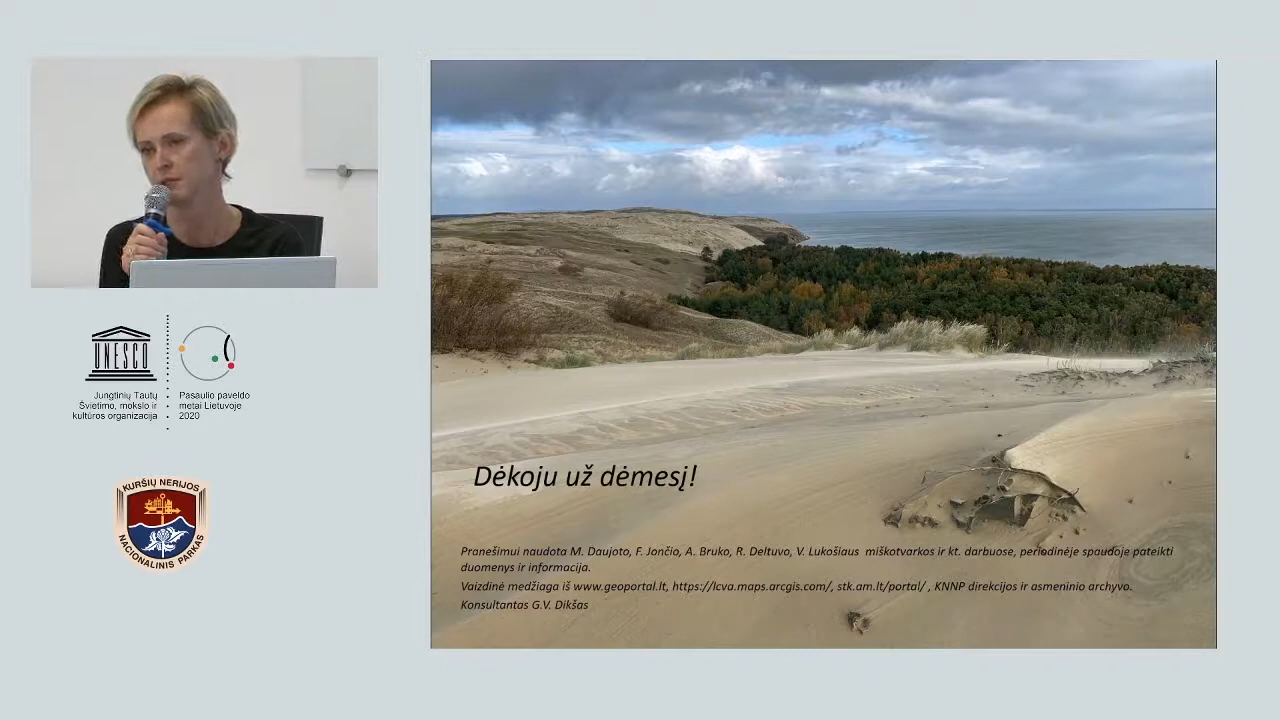 UNESCO
Jungtinių Tautų
Švietimo, mokslo ir
kultūros organizacija
Pasaulio paveldo
metai Lietuvoje
2020
KURŠIŲ NERIJOS
NACIONALINIS PARKAS
Dėkoju už dėmesį!
Pranešimui naudota M. Daujoto, F. Jončio, A. Bruko, R. Deltuvo, V. Lukošiaus miškotvarkos ir kt. darbuose, periodinėje spaudoje pateikti
duomenys ir informacija.
Vaizdinė medžiaga iš www.geoportal.lt, https://lcva.maps.arcgis.com/, stk.am.lt/portal/ , KNNP direkcijos ir asmeninio archyvo.
Konsultantas G.V. Dikšas